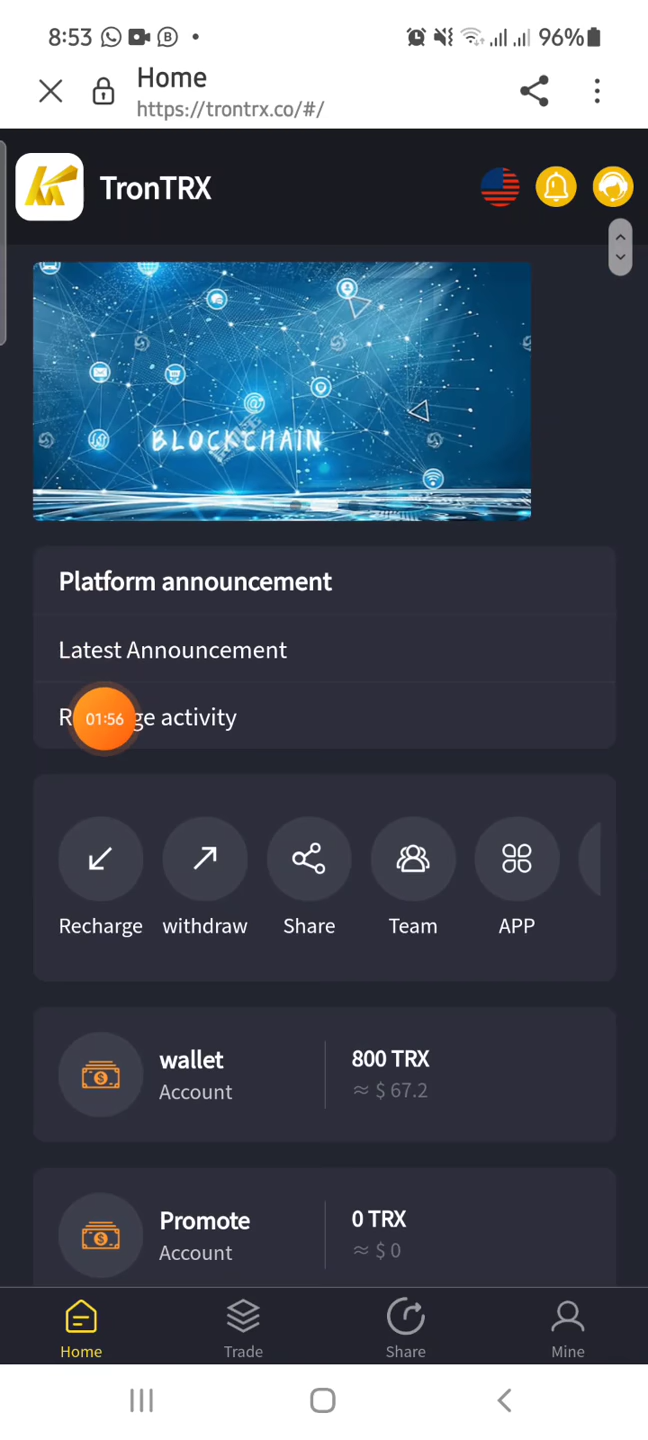 8:53
96%
Home
https://trontrx.co/#/
TronTRX
BLOCKCHAIN
Platform announcement
Latest Announcement
R ge activity
01:56
Recharge withdraw Share Team APP
wallet 800 TRX
Account ≈ $ 67.2
Promote 0 TRX
Account ≈ $ 0
Home Trade Share Mine